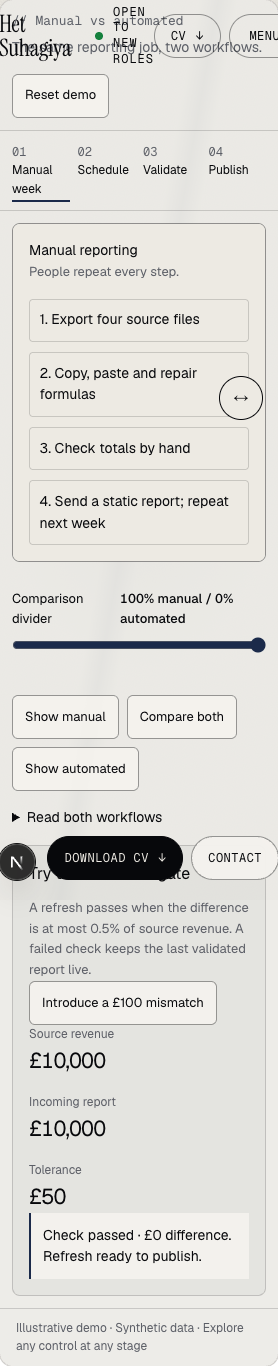 // Manual vs automated
Het
Suhagiya
OPEN
TO
NEW
ROLES
CV ↓
MENU
The same reporting job, two workflows.
Reset demo
01
Manual
week
02
Schedule
03
Validate
04
Publish
Manual reporting
People repeat every step.
1. Export four source files
2. Copy, paste and repair
formulas
↔
3. Check totals by hand
4. Send a static report; repeat
next week
Comparison
divider
100% manual / 0%
automated
Show manual
Compare both
Show automated
▶ Read both workflows
N
DOWNLOAD CV ↓
CONTACT
Try
A refresh passes when the difference
is at most 0.5% of source revenue. A
failed check keeps the last validated
report live.
Introduce a £100 mismatch
Source revenue
£10,000
Incoming report
£10,000
Tolerance
£50
Check passed · £0 difference.
Refresh ready to publish.
Illustrative demo · Synthetic data · Explore
any control at any stage